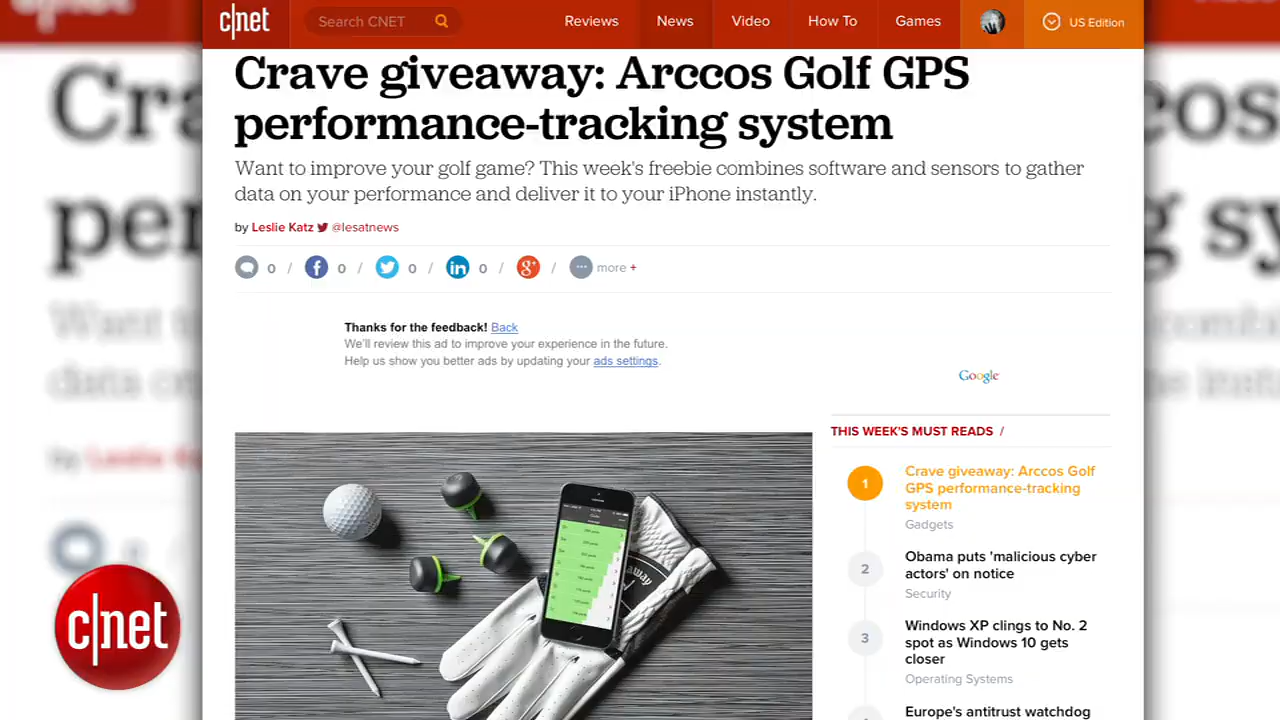 c|net
Search CNET
Reviews
News
Video
How To
Games
US Edition
Crave giveaway: Arccos Golf GPS
performance-tracking system
Want to improve your golf game? This week's freebie combines software and sensors to gather
data on your performance and deliver it to your iPhone instantly.
by Leslie Katz @lesatnews
0 / f 0 / 0 / in 0 / g+ / more +
Thanks for the feedback! Back
We'll review this ad to improve your experience in the future.
Help us show you better ads by updating your ads settings.
Google
THIS WEEK'S MUST READS /
1
Crave giveaway: Arccos Golf
GPS performance-tracking
system
Gadgets
2
Obama puts 'malicious cyber
actors' on notice
Security
3
Windows XP clings to No. 2
spot as Windows 10 gets
closer
Operating Systems
Europe's antitrust watchdog
c|net